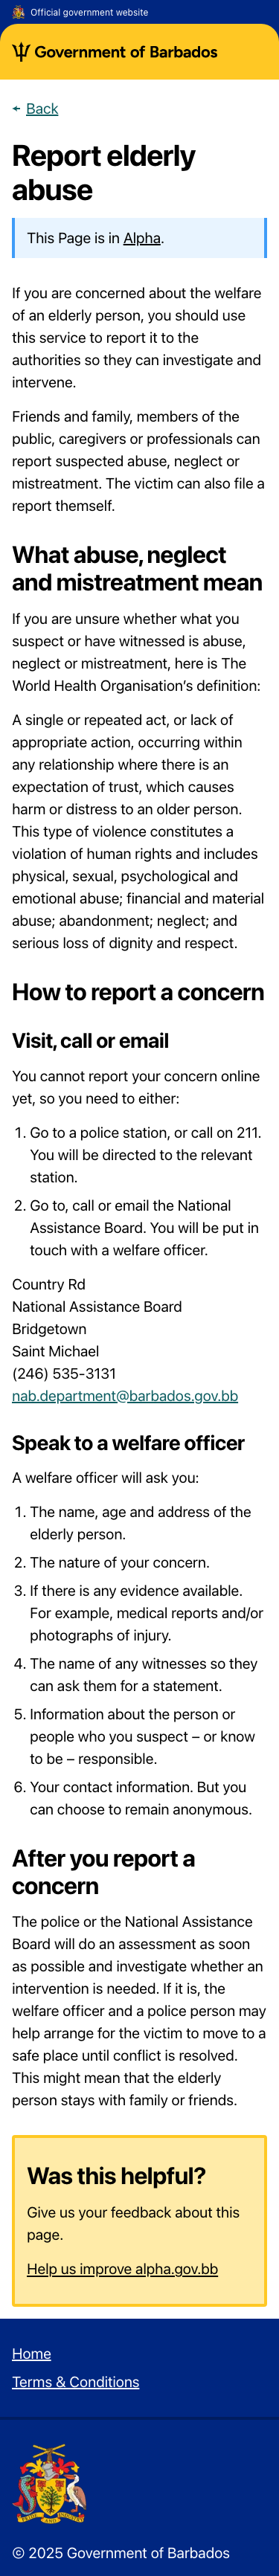 Official government website
Government of Barbados
Back
Report elderly
abuse
This Page is in Alpha.
If you are concerned about the welfare
of an elderly person, you should use
this service to report it to the
authorities so they can investigate and
intervene.
Friends and family, members of the
public, caregivers or professionals can
report suspected abuse, neglect or
mistreatment. The victim can also file a
report themself.
What abuse, neglect
and mistreatment mean
If you are unsure whether what you
suspect or have witnessed is abuse,
neglect or mistreatment, here is The
World Health Organisation's definition:
A single or repeated act, or lack of
appropriate action, occurring within
any relationship where there is an
expectation of trust, which causes
harm or distress to an older person.
This type of violence constitutes a
violation of human rights and includes
physical, sexual, psychological and
emotional abuse; financial and material
abuse; abandonment; neglect; and
serious loss of dignity and respect.
How to report a concern
Visit, call or email
You cannot report your concern online
yet, so you need to either:
1. Go to a police station, or call on 211.
You will be directed to the relevant
station.
2. Go to, call or email the National
Assistance Board. You will be put in
touch with a welfare officer.
Country Rd
National Assistance Board
Bridgetown
Saint Michael
(246) 535-3131
nab.department@barbados.gov.bb
Speak to a welfare officer
A welfare officer will ask you:
1. The name, age and address of the
elderly person.
2. The nature of your concern.
3. If there is any evidence available.
For example, medical reports and/or
photographs of injury.
4. The name of any witnesses so they
can ask them for a statement.
5. Information about the person or
people who you suspect – or know
to be – responsible.
6. Your contact information. But you
can choose to remain anonymous.
After you report a
concern
The police or the National Assistance
Board will do an assessment as soon
as possible and investigate whether an
intervention is needed. If it is, the
welfare officer and a police person may
help arrange for the victim to move to a
safe place until conflict is resolved.
This might mean that the elderly
person stays with family or friends.
Was this helpful?
Give us your feedback about this
page.
Help us improve alpha.gov.bb
Home
Terms & Conditions
PRIDE AND INDUSTRY
© 2025 Government of Barbados